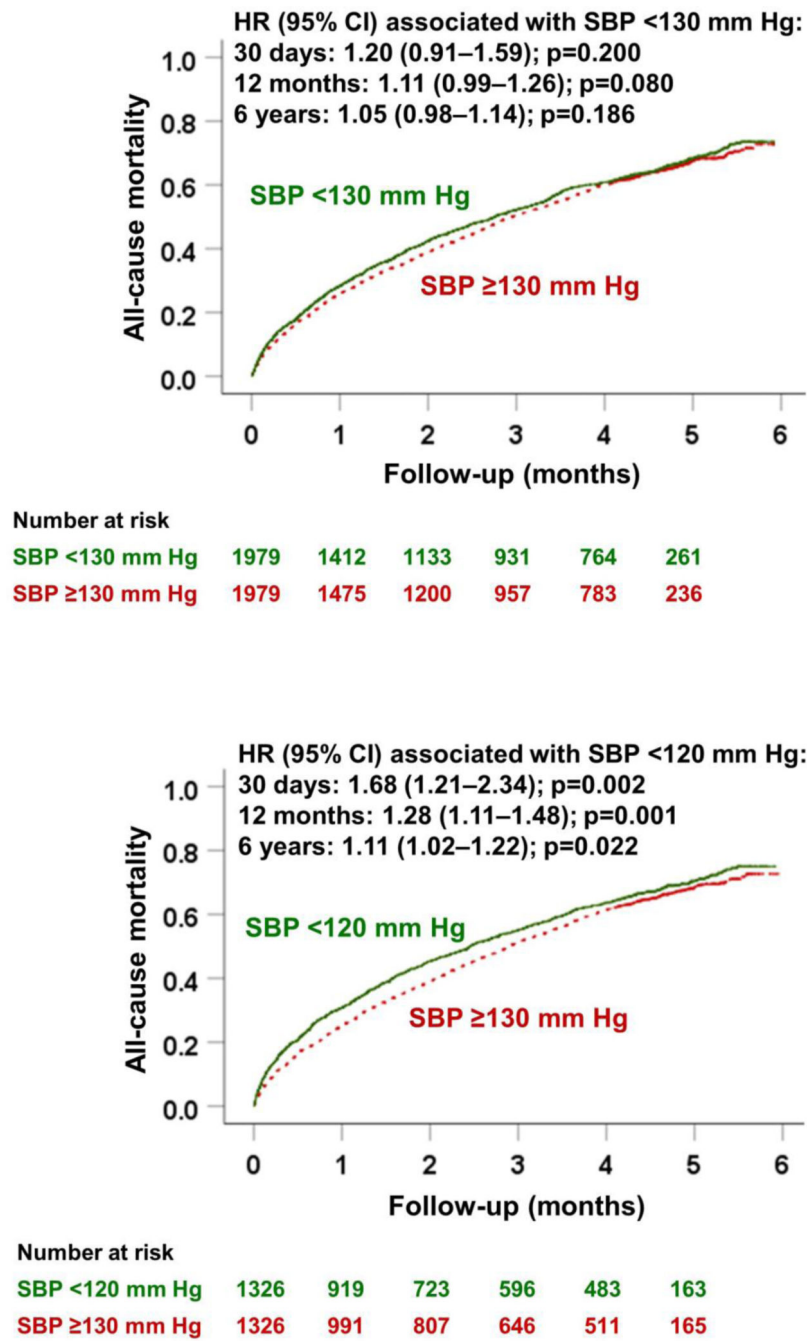 HR (95% CI) associated with SBP <130 mm Hg:
30 days: 1.20 (0.91–1.59); p=0.200
12 months: 1.11 (0.99–1.26); p=0.080
6 years: 1.05 (0.98–1.14); p=0.186
All-cause mortality
1.0
0.8
0.6
0.4
0.2
0.0
SBP <130 mm Hg
SBP ≥130 mm Hg
0 1 2 3 4 5 6
Follow-up (months)
Number at risk
SBP <130 mm Hg 1979 1412 1133 931 764 261
SBP ≥130 mm Hg 1979 1475 1200 957 783 236
HR (95% CI) associated with SBP <120 mm Hg:
30 days: 1.68 (1.21–2.34); p=0.002
12 months: 1.28 (1.11–1.48); p=0.001
6 years: 1.11 (1.02–1.22); p=0.022
All-cause mortality
1.0
0.8
0.6
0.4
0.2
0.0
SBP <120 mm Hg
SBP ≥130 mm Hg
0 1 2 3 4 5 6
Follow-up (months)
Number at risk
SBP <120 mm Hg 1326 919 723 596 483 163
SBP ≥130 mm Hg 1326 991 807 646 511 165